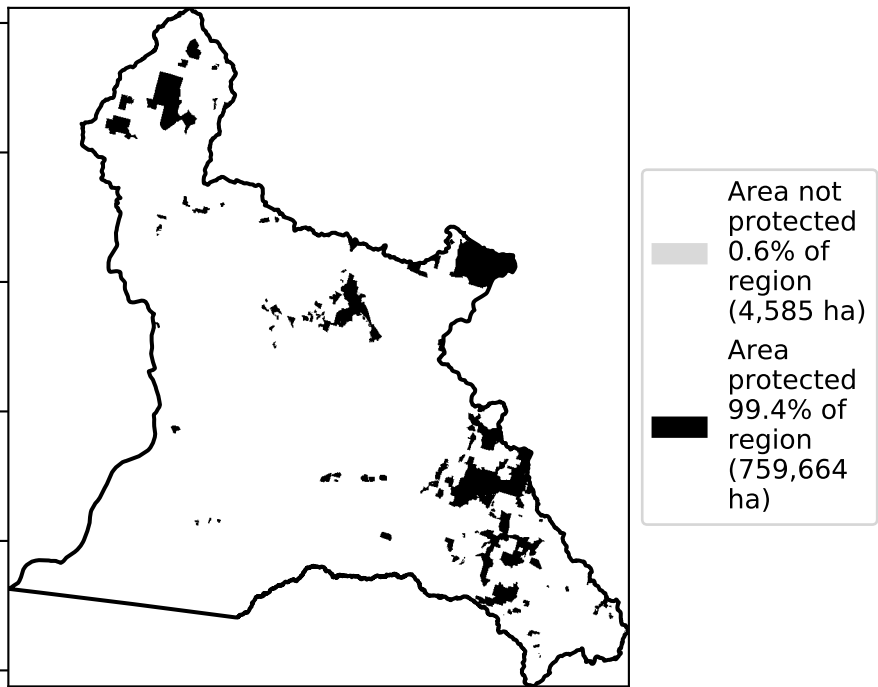 Area not
protected
0.6% of
region
(4,585 ha)
Area
protected
99.4% of
region
(759,664
ha)